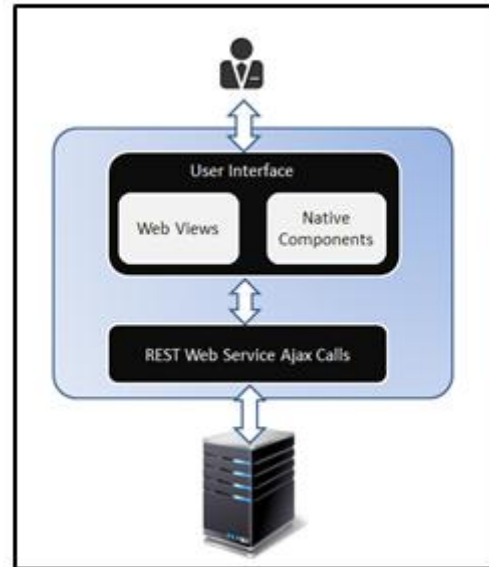 User Interface
Web Views
Native
Components
REST Web Service Ajax Calls